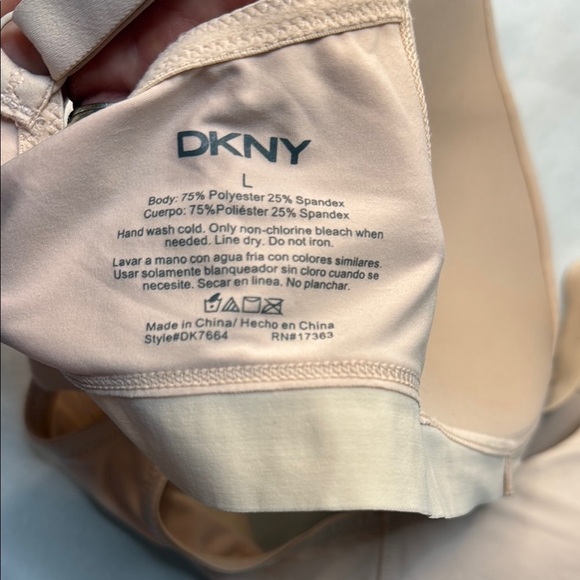 DKNY
L
Body: 75% Polyester 25% Spandex
Cuerpo: 75%Poliéster 25% Spandex
Hand wash cold. Only non-chlorine bleach when
needed. Line dry. Do not iron.
Lavar a mano con agua fria con colores similares.
Usar solamente blanqueador sin cloro cuando se
necesite. Secar en linea. No planchar.
Made in China/ Hecho en China
Style#DK7664 RN#17363